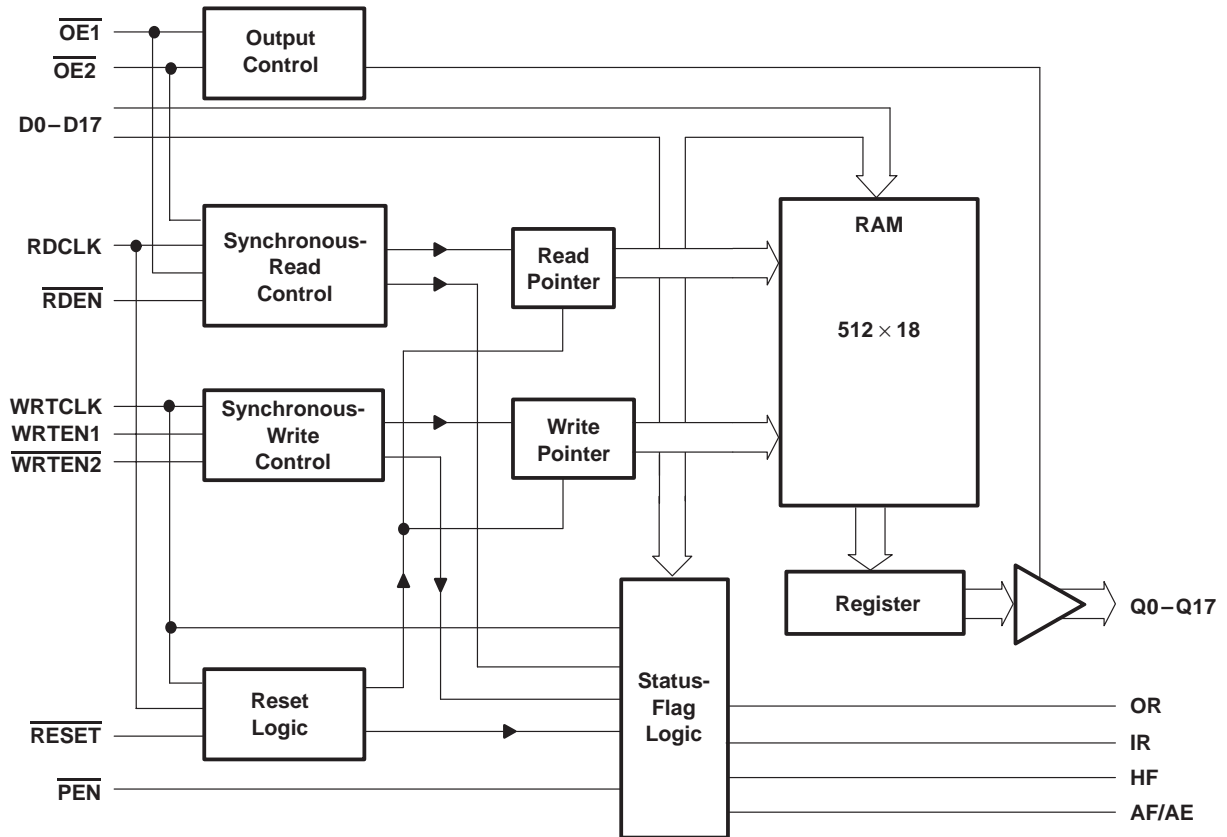 OE1
OE2
Output
Control
D0–D17
RDCLK
RDEN
Synchronous-
Read
Control
Read
Pointer
RAM
512 × 18
WRTCLK
WRTEN1
WRTEN2
Synchronous-
Write
Control
Write
Pointer
Register
Q0–Q17
RESET
Reset
Logic
PEN
Status-
Flag
Logic
OR
IR
HF
AF/AE